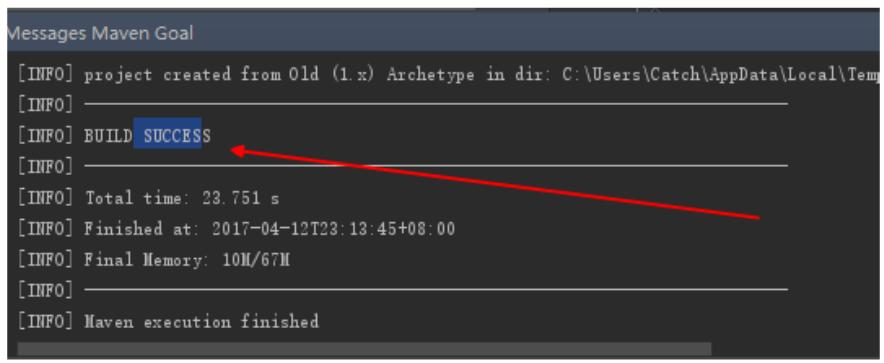 Messages Maven Goal
[INFO] project created from Old (1.x) Archetype in dir: C:\Users\Catch\AppData\Local\Temp
[INFO]
[INFO] BUILD SUCCESS
[INFO]
[INFO] Total time: 23.751 s
[INFO] Finished at: 2017-04-12T23:13:45+08:00
[INFO] Final Memory: 10M/67M
[INFO]
[INFO] Maven execution finished